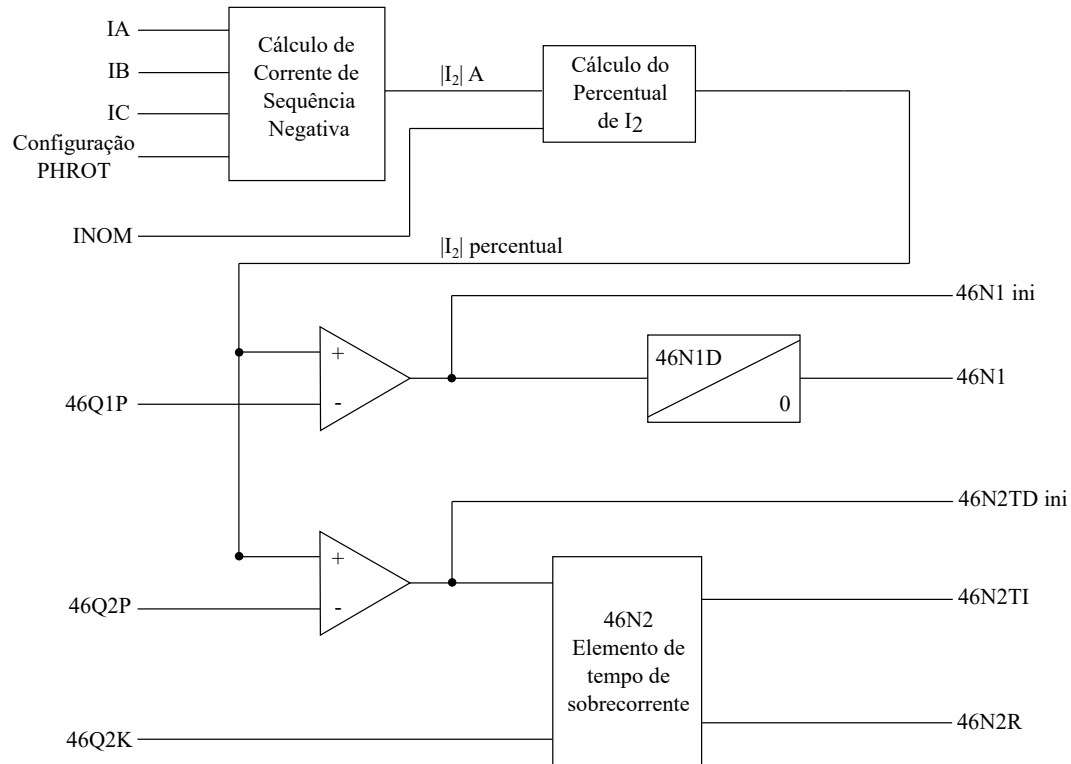 IA
IB
IC
Configuração
PHROT
Cálculo de
Corrente de
Sequência
Negativa
|I2| A
Cálculo do
Percentual
de I2
INOM
|I2| percentual
46N1 ini
+
46Q1P
-
46N1D
0
46N1
46N2TD ini
+
46Q2P
-
46N2
Elemento de
tempo de
sobrecorrente
46N2TI
46Q2K
46N2R